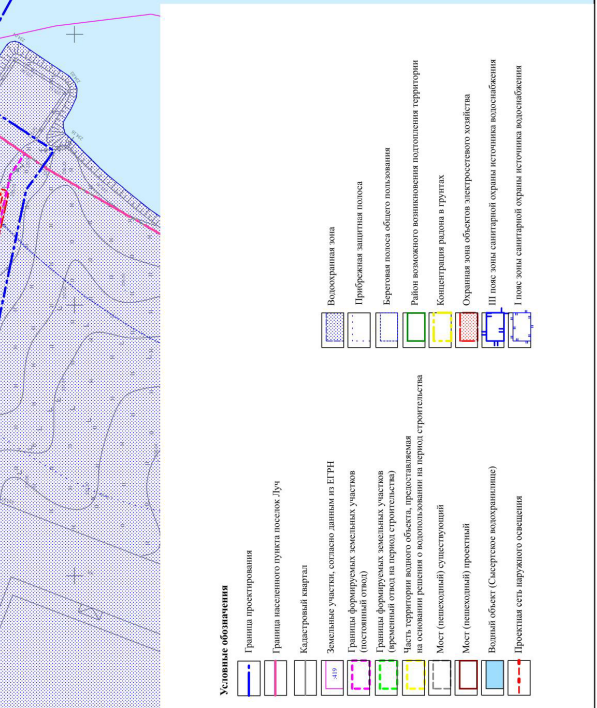 Условные обозначения
Граница проектирования
Граница населенного пункта поселок Луч
Кадастровый квартал
:419
Земельные участки, согласно данным из ЕГРН
Границы формируемых земельных участков
(постоянный отвод)
Границы формируемых земельных участков
(временный отвод на период строительства)
Часть территории водного объекта, предоставляемая
на основании решения о водопользовании на период строительства
Мост (пешеходный) существующий
Мост (пешеходный) проектный
Водный объект (Сысертское водохранилище)
Проектная сеть наружного освещения
Водоохранная зона
Прибрежная защитная полоса
Береговая полоса общего пользования
Район возможного возникновения подтопления территории
Концентрация радона в грунтах
Охранная зона объектов электросетевого хозяйства
III пояс зоны санитарной охраны источника водоснабжения
I пояс зоны санитарной охраны источника водоснабжения